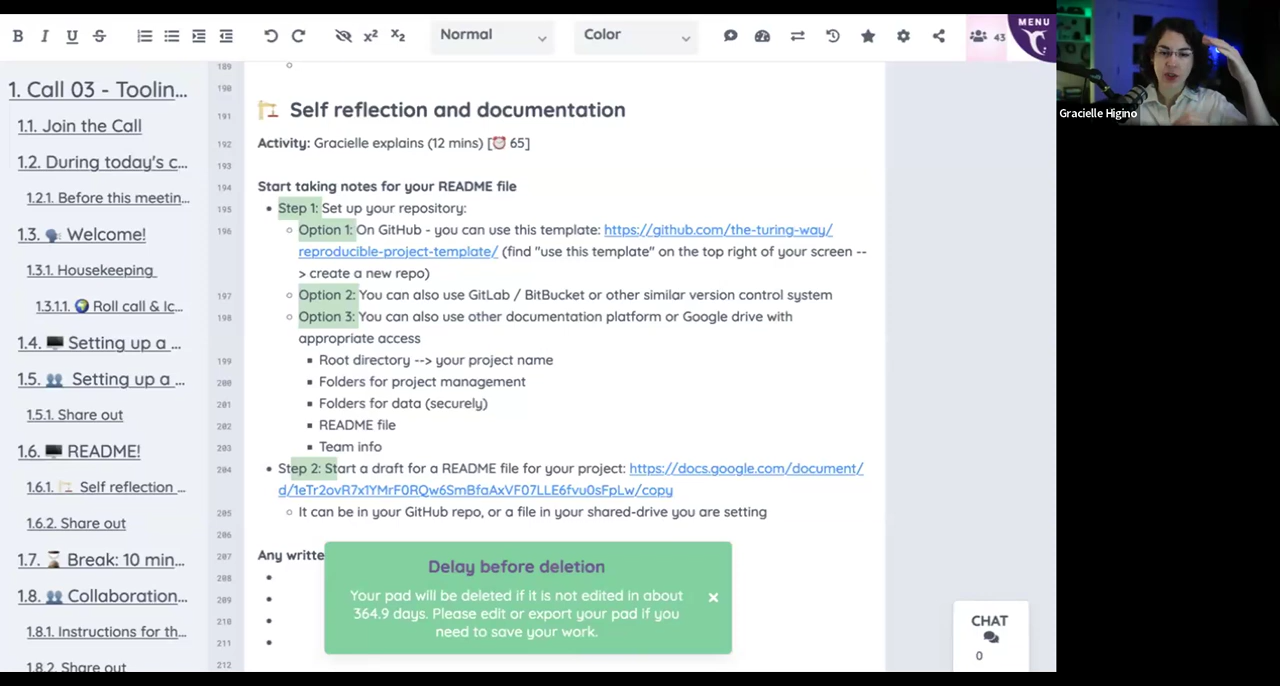 B I U S Normal Color 43 MENU
Gracielle Higino
1. Call 03 - Toolin...
1.1. Join the Call
1.2. During today's c...
1.2.1. Before this meetin...
1.3. 🗣️ Welcome!
1.3.1. Housekeeping
1.3.1.1. 🌍 Roll call & Ic...
1.4. 🖥️ Setting up a ...
1.5. 👥 Setting up a ...
1.5.1. Share out
1.6. 🖥️ README!
1.6.1. 🏗️ Self reflection ...
1.6.2. Share out
1.7. ⌛ Break: 10 min...
1.8. 👥 Collaboration...
1.8.1. Instructions for th...
1.8.2. Share out
189
190
191 🏗️ Self reflection and documentation
192 Activity: Gracielle explains (12 mins) [⏰ 65]
193
194 Start taking notes for your README file
195 Step 1: Set up your repository:
196 Option 1: On GitHub - you can use this template: https://github.com/the-turing-way/
reproducible-project-template/ (find "use this template" on the top right of your screen --
> create a new repo)
197 Option 2: You can also use GitLab / BitBucket or other similar version control system
198 Option 3: You can also use other documentation platform or Google drive with
appropriate access
199 Root directory --> your project name
200 Folders for project management
201 Folders for data (securely)
202 README file
203 Team info
204 Step 2: Start a draft for a README file for your project: https://docs.google.com/document/
d/1eTr2ovR7x1YMrF0RQw6SmBfaAxVF07LLE6fvu0sFpLw/copy
205 It can be in your GitHub repo, or a file in your shared-drive you are setting
206
207 Any writte
208
209
210
211
212
Delay before deletion
Your pad will be deleted if it is not edited in about
364.9 days. Please edit or export your pad if you
need to save your work.
CHAT
0